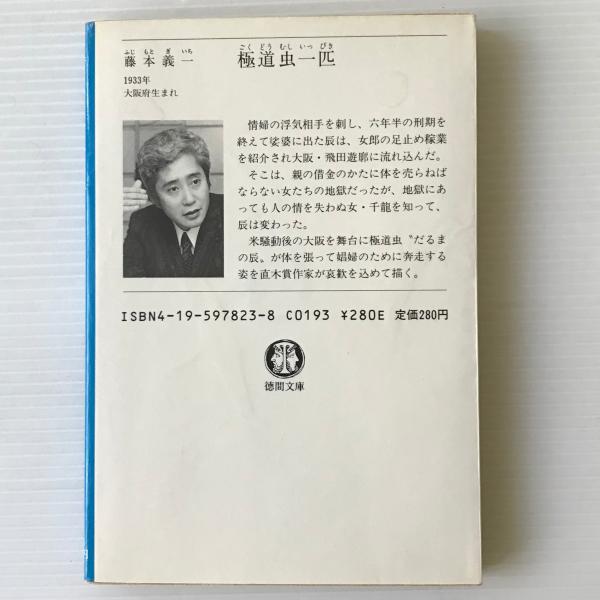 ふじ もと ぎ いち
藤本義一
1933年
大阪府生まれ
ごく どう むし いっ ぴき
極道虫一匹
情婦の浮気相手を刺し、六年半の刑期を
終えて娑婆に出た辰は、女郎の足止め稼業
を紹介され大阪・飛田遊廓に流れ込んだ。
そこは、親の借金のかたに体を売らねば
ならない女たちの地獄だったが、地獄にあ
っても人の情を失わぬ女・千龍を知って、
辰は変わった。
米騒動後の大阪を舞台に極道虫〝だるま
の辰〟が体を張って娼婦のために奔走する
姿を直木賞作家が哀歓を込めて描く。
ISBN4-19-597823-8 C0193 ¥280E 定価280円
徳間文庫